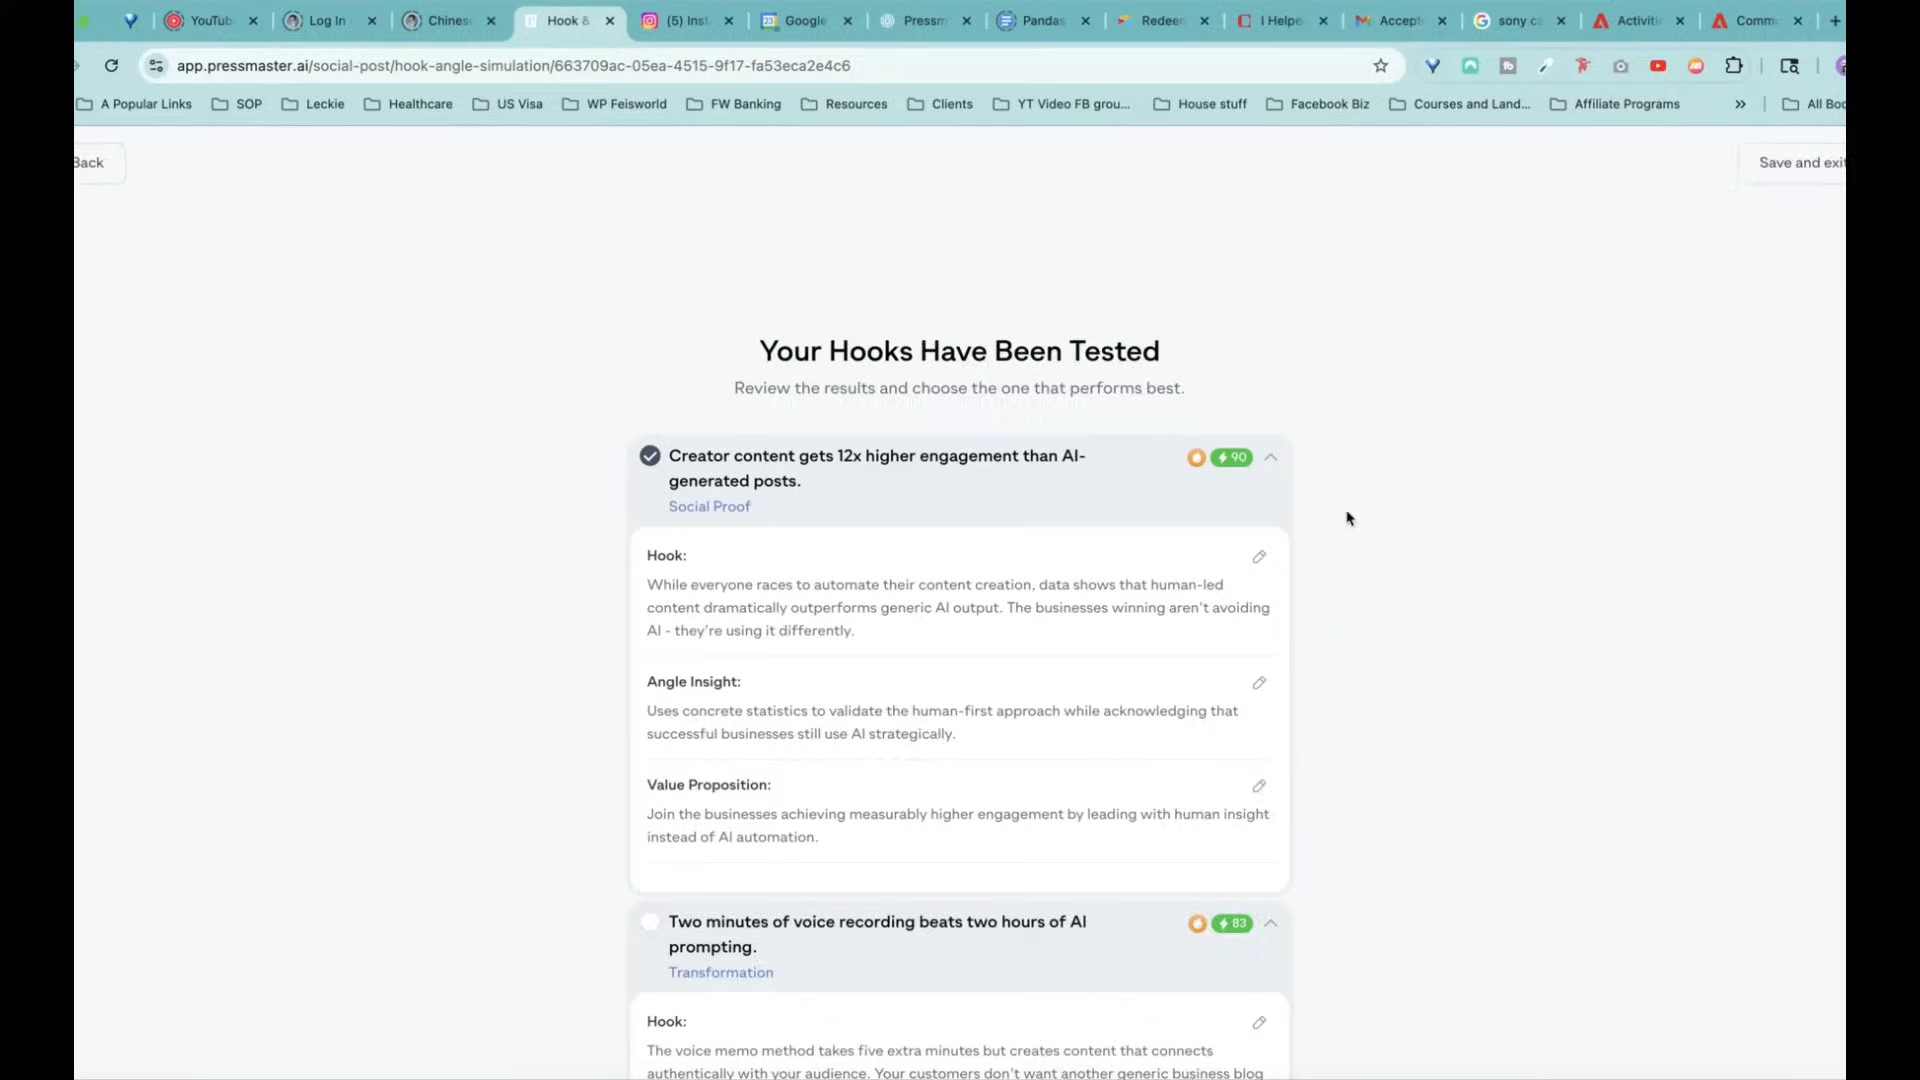 YouTub
Log In
Chines
Hook &
(5) Inst
Google
Pressm
Pandas
Redeer
I Helpe
Accept
sony ca
Activiti
Comm
app.pressmaster.ai/social-post/hook-angle-simulation/663709ac-05ea-4515-9f17-fa53eca2e4c6
A Popular Links
SOP
Leckie
Healthcare
US Visa
WP Feisworld
FW Banking
Resources
Clients
YT Video FB grou...
House stuff
Facebook Biz
Courses and Land...
Affiliate Programs
All Boo
Back
Save and exit
Your Hooks Have Been Tested
Review the results and choose the one that performs best.
Creator content gets 12x higher engagement than AI-
generated posts.
90
Social Proof
Hook:
While everyone races to automate their content creation, data shows that human-led
content dramatically outperforms generic AI output. The businesses winning aren't avoiding
AI - they're using it differently.
Angle Insight:
Uses concrete statistics to validate the human-first approach while acknowledging that
successful businesses still use AI strategically.
Value Proposition:
Join the businesses achieving measurably higher engagement by leading with human insight
instead of AI automation.
Two minutes of voice recording beats two hours of AI
prompting.
83
Transformation
Hook:
The voice memo method takes five extra minutes but creates content that connects
authentically with your audience. Your customers don't want another generic business blog